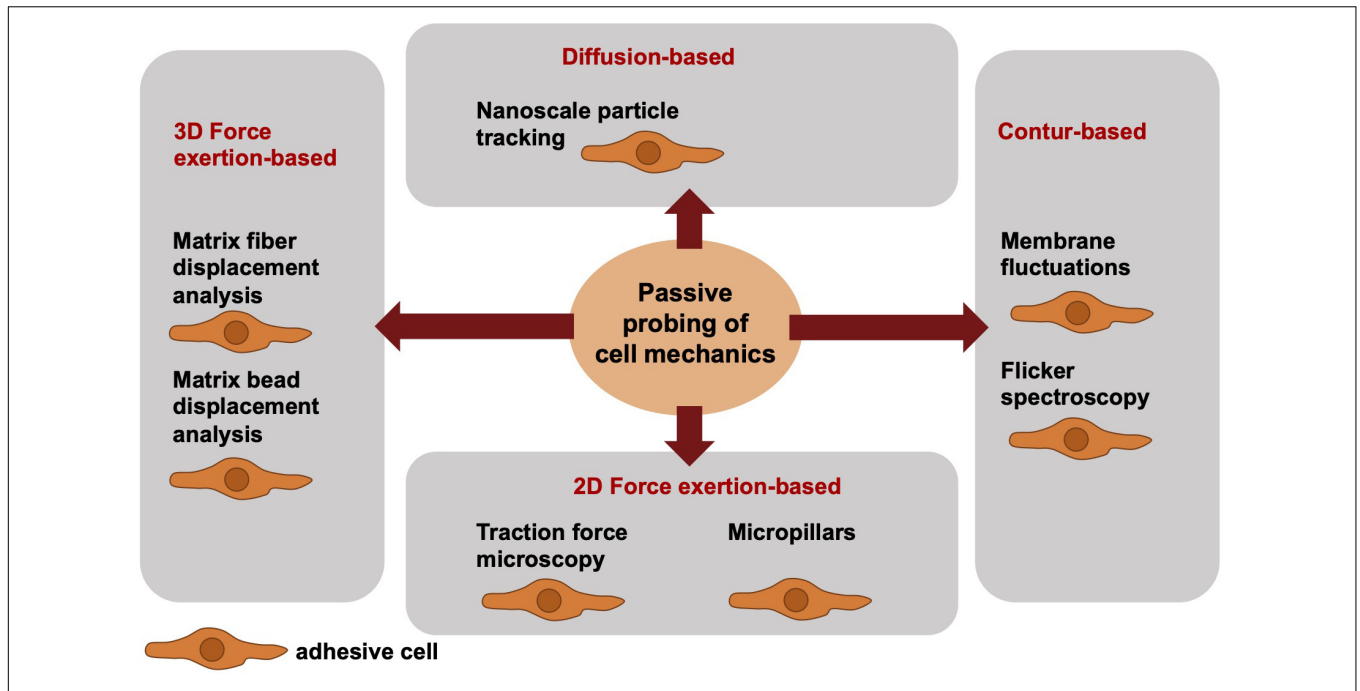 Diffusion-based
Nanoscale particle
tracking
3D Force
exertion-based
Matrix fiber
displacement
analysis
Matrix bead
displacement
analysis
Passive
probing of
cell mechanics
Contur-based
Membrane
fluctuations
Flicker
spectroscopy
2D Force exertion-based
Traction force
microscopy
Micropillars
adhesive cell